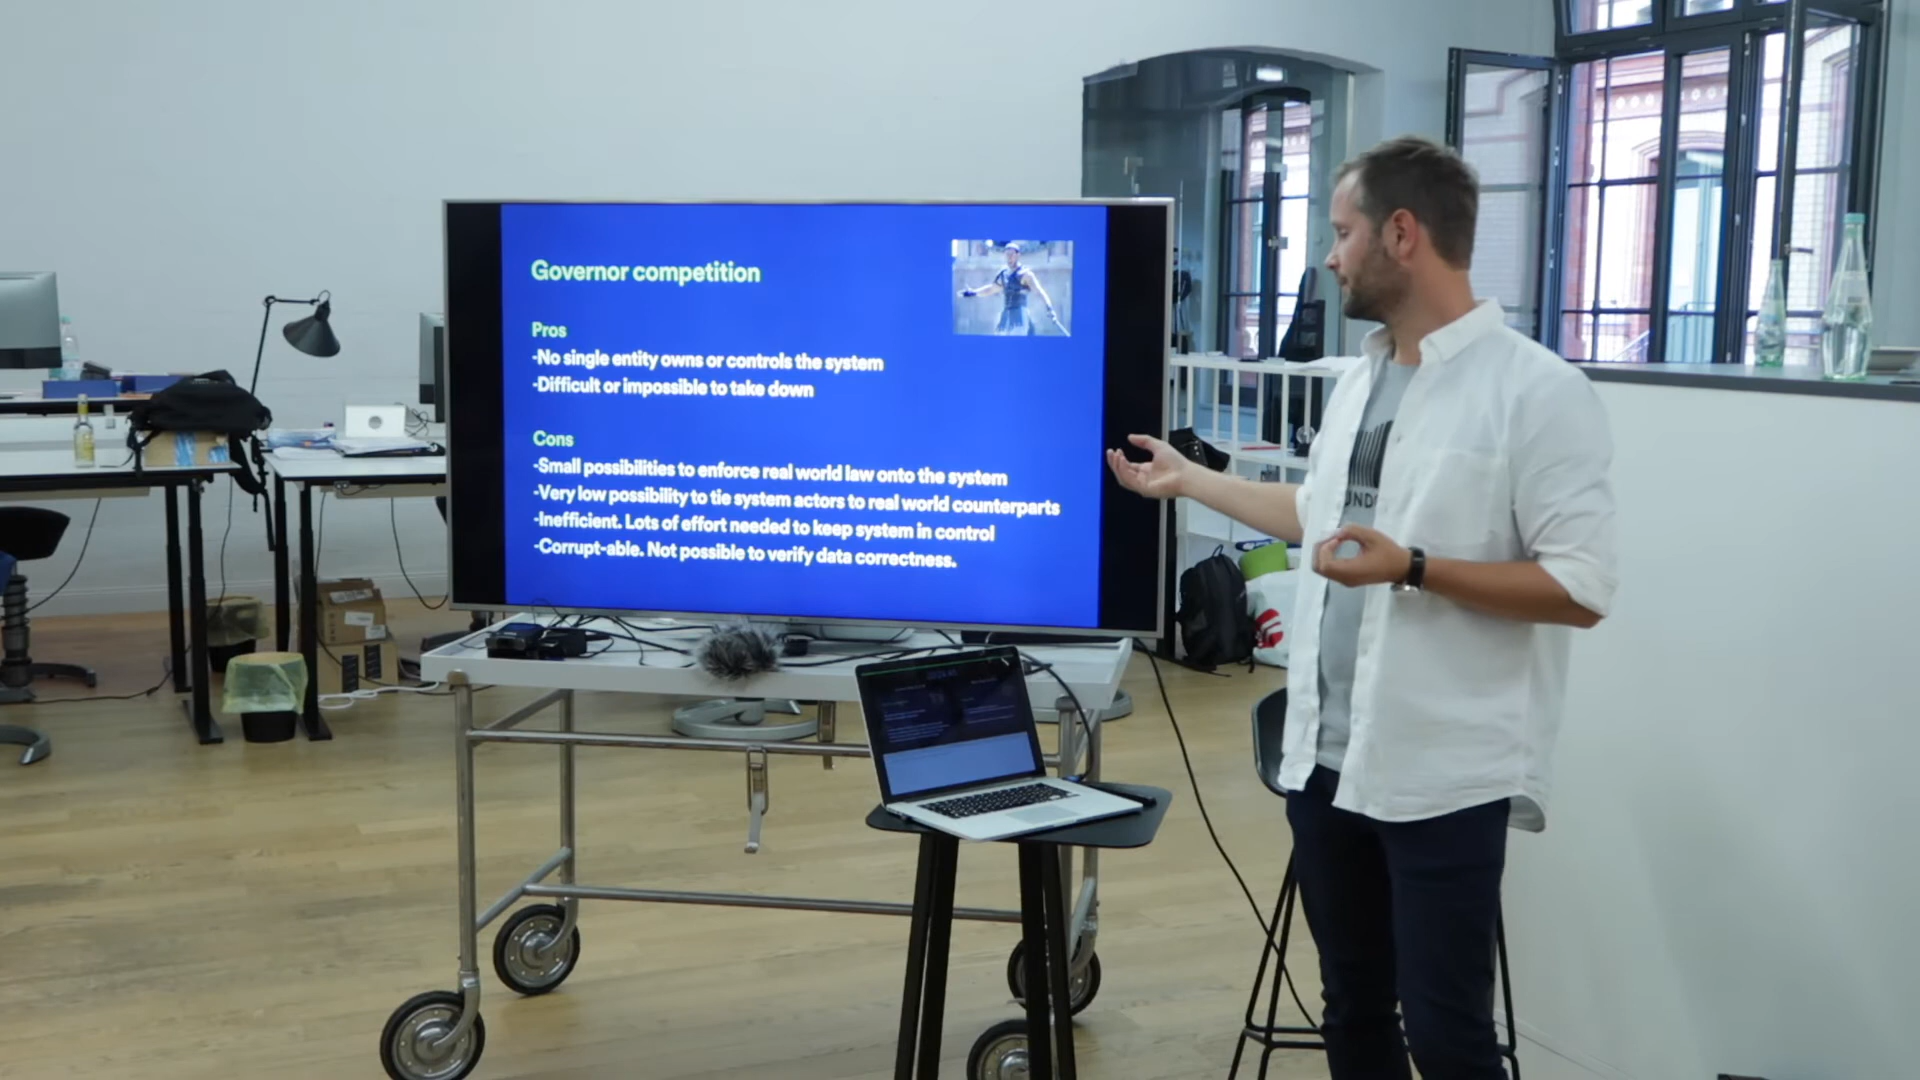 Governor competition
Pros
-No single entity owns or controls the system
-Difficult or impossible to take down
Cons
-Small possibilities to enforce real world law onto the system
-Very low possibility to tie system actors to real world counterparts
-Inefficient. Lots of effort needed to keep system in control
-Corrupt-able. Not possible to verify data correctness.